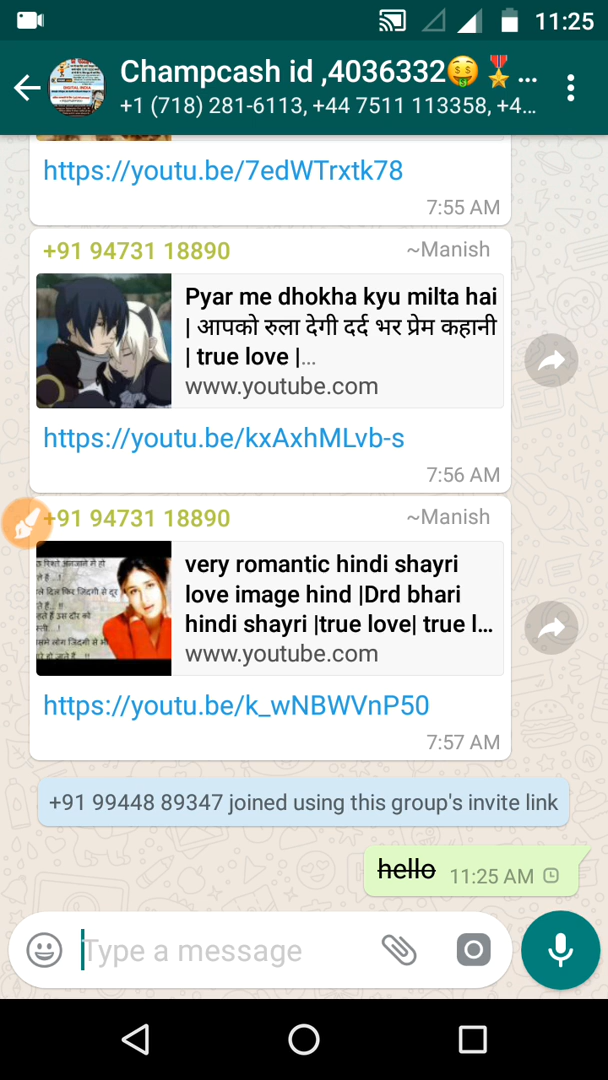 11:25
Champcash id ,4036332🤑🎖...
+1 (718) 281-6113, +44 7511 113358, +4...
https://youtu.be/7edWTrxtk78
7:55 AM
+91 94731 18890 ~Manish
Pyar me dhokha kyu milta hai
| आपको रुला देगी दर्द भर प्रेम कहानी
| true love |...
www.youtube.com
https://youtu.be/kxAxhMLvb-s
7:56 AM
+91 94731 18890 ~Manish
very romantic hindi shayri
love image hind |Drd bhari
hindi shayri |true love| true l...
www.youtube.com
https://youtu.be/k_wNBWVnP50
7:57 AM
+91 99448 89347 joined using this group's invite link
hello 11:25 AM
Type a message